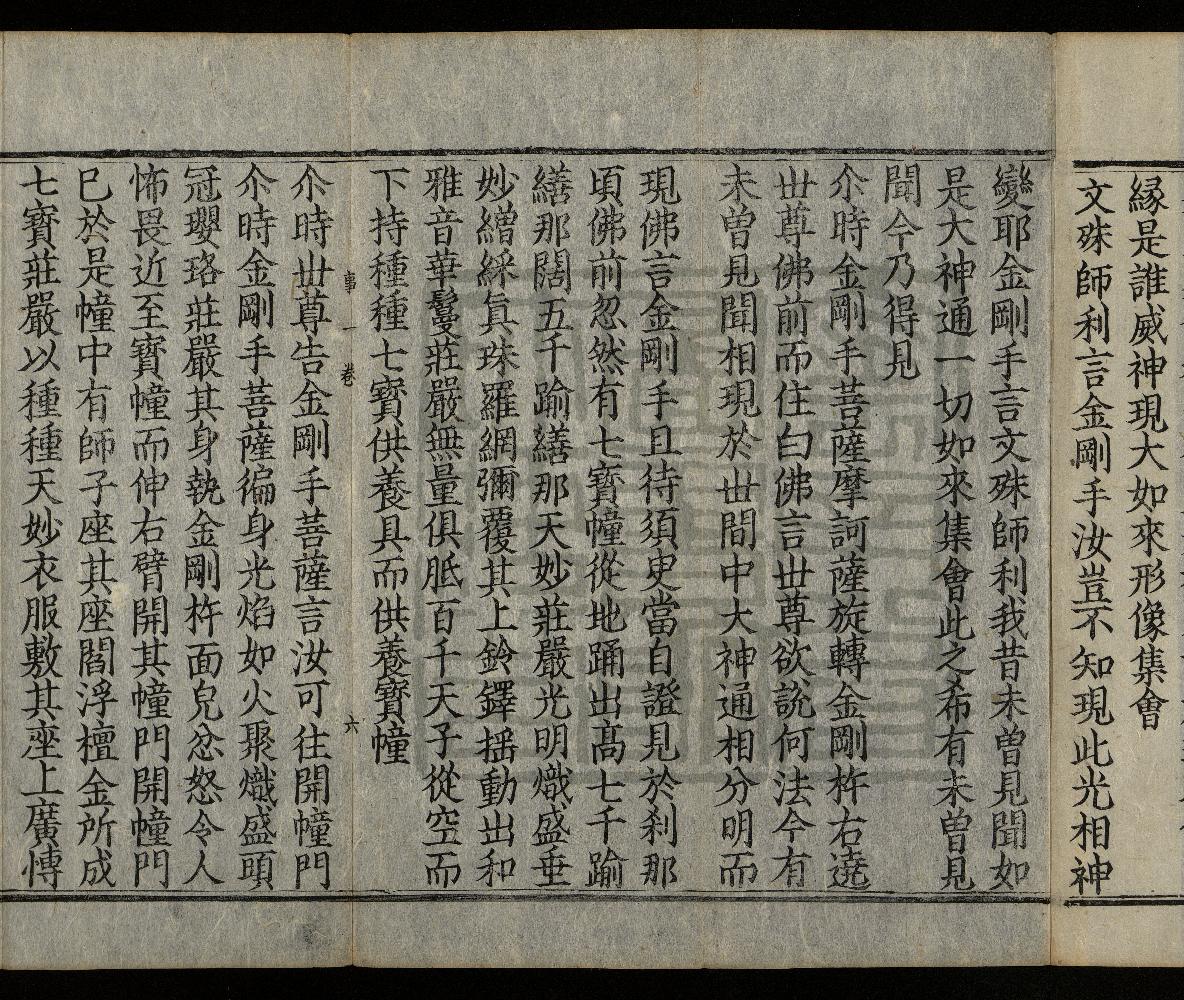 縁是誰威神現大如來形像集會
文殊師利言金剛手汝豈不知現此光相神
變耶金剛手言文殊師利我昔未曾見聞如
是大神通一切如來集會此之希有未曾見
聞今乃得見
尒時金剛手菩薩摩訶薩旋轉金剛杵右遶
丗尊佛前而住白佛言丗尊欲說何法今有
未曾見聞相現於丗間中大神通相分明而
現佛言金剛手且待須臾當自證見於刹那
頃佛前忽然有七寶幢從地踊出髙七千踰
繕那闊五千踰繕那天妙莊嚴光明熾盛垂
妙繒綵真珠羅網彌覆其上鈴鐸揺動出和
雅音華鬘莊嚴無量俱胝百千天子從空而
下持種種七寶供養具而供養寶幢
事一卷 六
尒時丗尊告金剛手菩薩言汝可往開幢門
尒時金剛手菩薩徧身光焰如火聚熾盛頭
冠瓔珞莊嚴其身執金剛杵面皃忿怒令人
怖畏近至寶幢而伸右臂開其幢門開幢門
已於是幢中有師子座其座閻浮檀金所成
七寶莊嚴以種種天妙衣服敷其座上廣愽